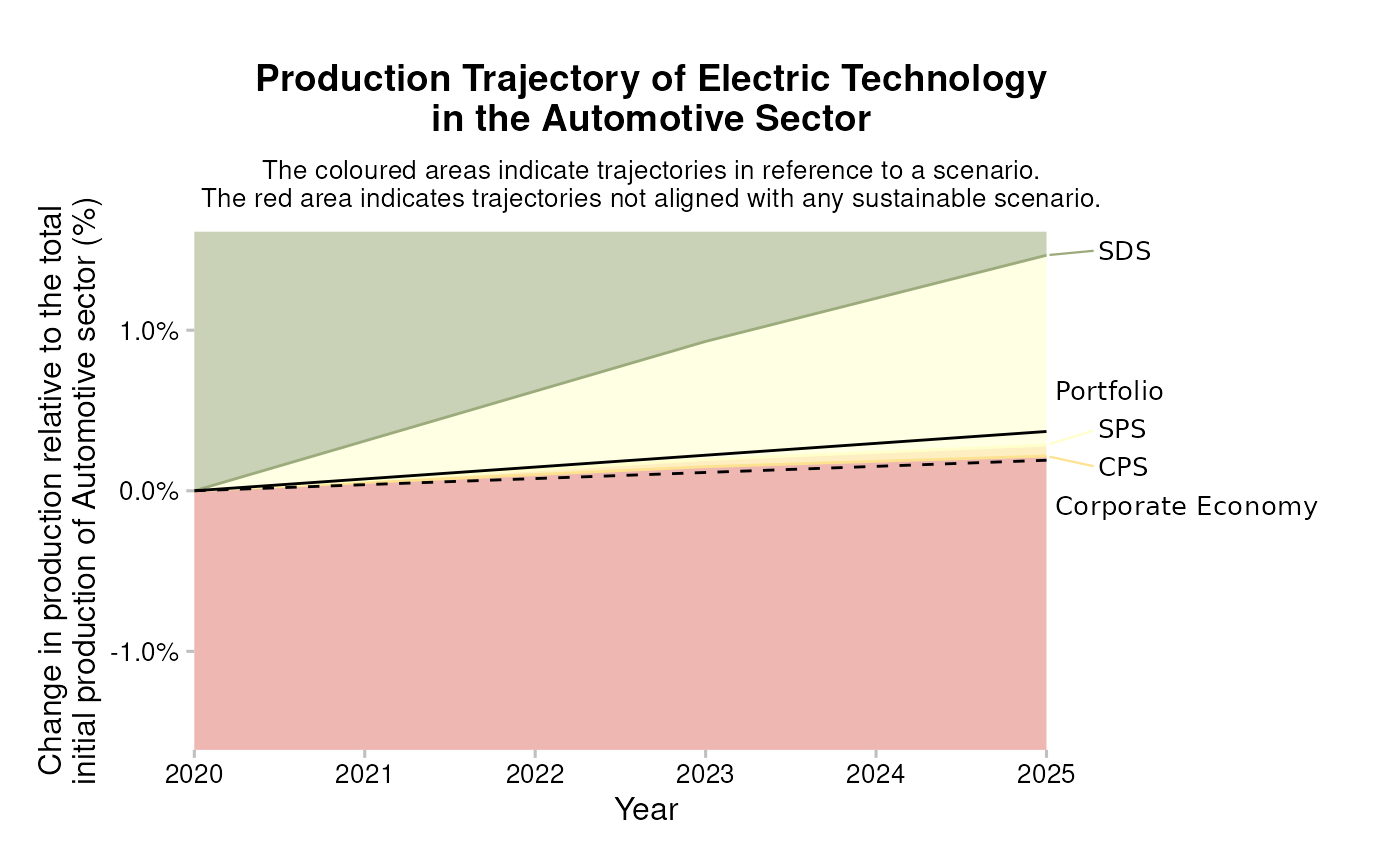 Production Trajectory of Electric Technology
in the Automotive Sector
The coloured areas indicate trajectories in reference to a scenario.
The red area indicates trajectories not aligned with any sustainable scenario.
Change in production relative to the total
initial production of Automotive sector (%)
1.0%
0.0%
-1.0%
SDS
Portfolio
SPS
CPS
Corporate Economy
2020 2021 2022 2023 2024 2025
Year